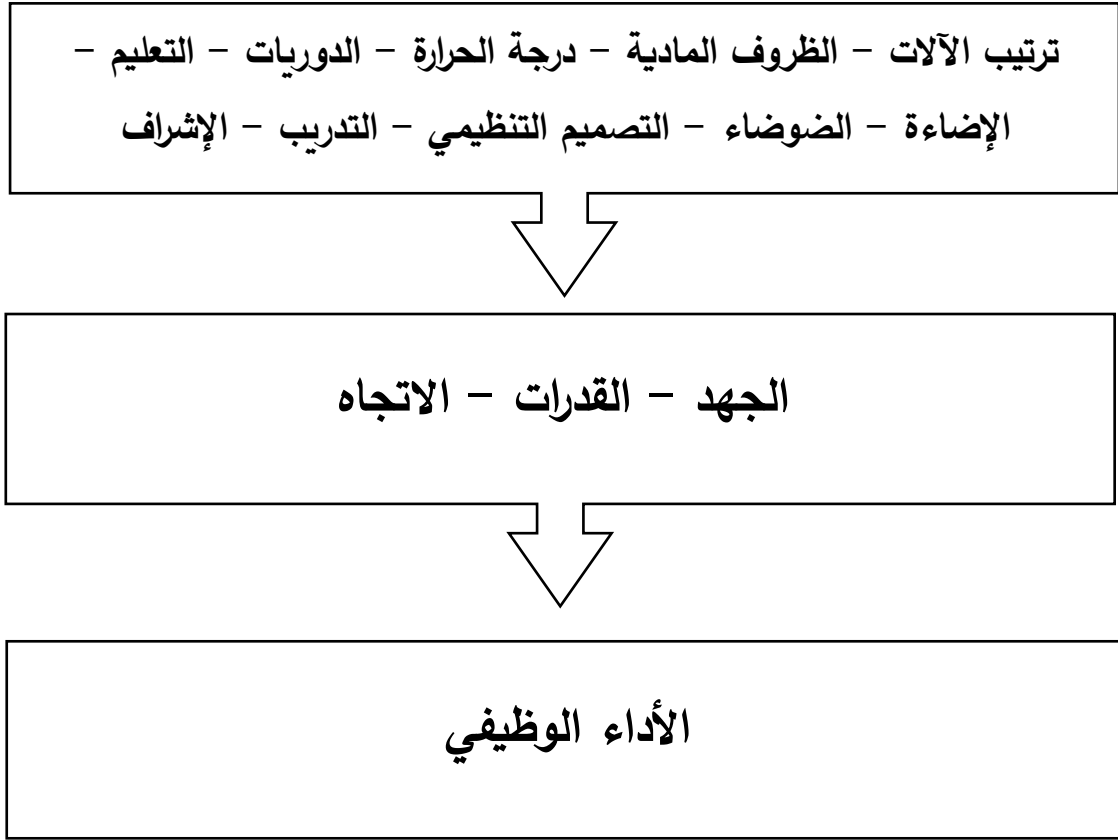 ترتيب الآلات – الظروف المادية – درجة الحرارة – الدوريات – التعليم –
الإضاءة – الضوضاء – التصميم التنظيمي – التدريب – الإشراف
الجهد – القدرات – الاتجاه
الأداء الوظيفي